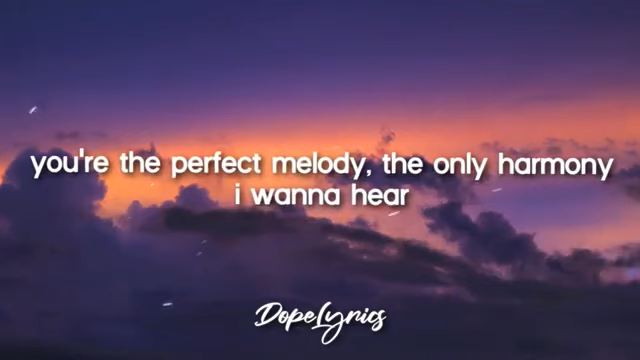 you're the perfect melody, the only harmony
i wanna hear
DopeLyrics